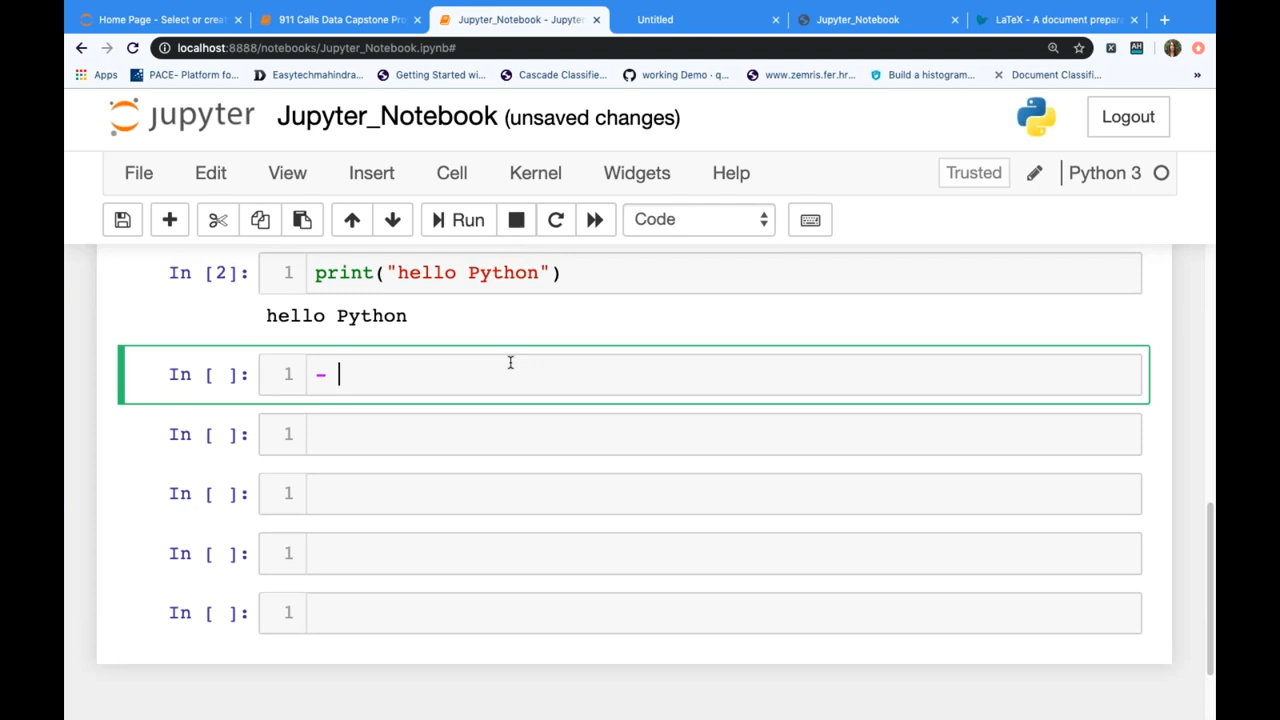 Home Page - Select or crea
911 Calls Data Capstone Pro
Jupyter_Notebook - Jupyte
Untitled
Jupyter_Notebook
LaTeX - A document prepar
localhost:8888/notebooks/Jupyter_Notebook.ipynb#
Apps
PACE- Platform fo...
Easytechmahindra...
Getting Started wi...
Cascade Classifie...
working Demo · q...
www.zemris.fer.hr...
Build a histogram...
Document Classifi...
»
jupyter
Jupyter_Notebook (unsaved changes)
Logout
File
Edit
View
Insert
Cell
Kernel
Widgets
Help
Trusted
Python 3
Run
Code
In [2]:
1
print("hello Python")
hello Python
In [ ]:
1
-
In [ ]:
1
In [ ]:
1
In [ ]:
1
In [ ]:
1